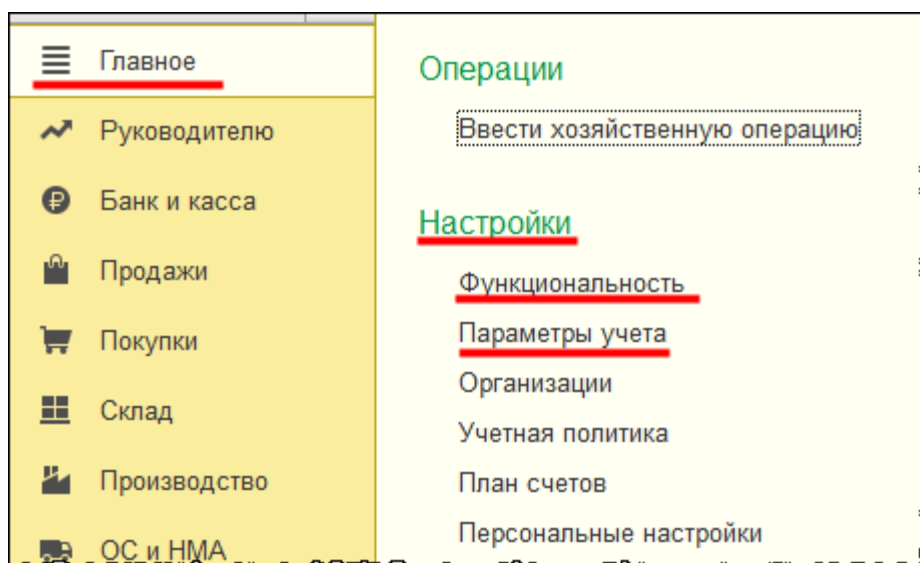 Главное
Руководителю
Банк и касса
Продажи
Покупки
Склад
Производство
ОС и НМА
Операции
Ввести хозяйственную операцию
Настройки
Функциональность
Параметры учета
Организации
Учетная политика
План счетов
Персональные настройки